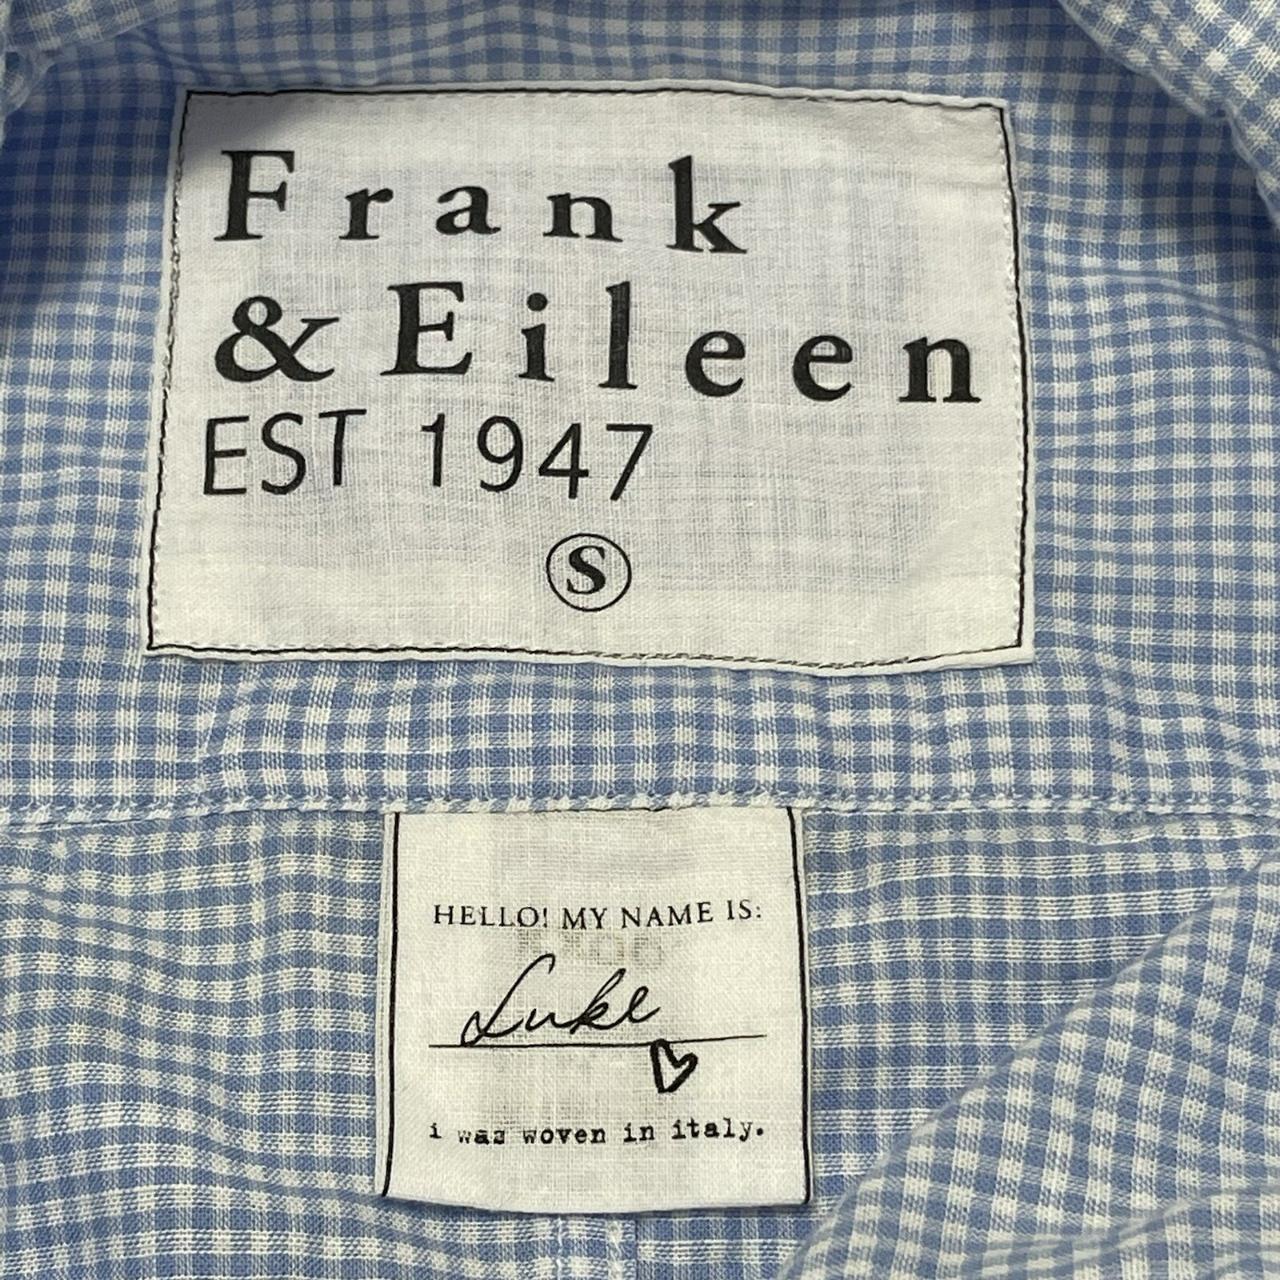 Frank
& Eileen
EST 1947
S
HELLO! MY NAME IS:
Luke
i was woven in italy.